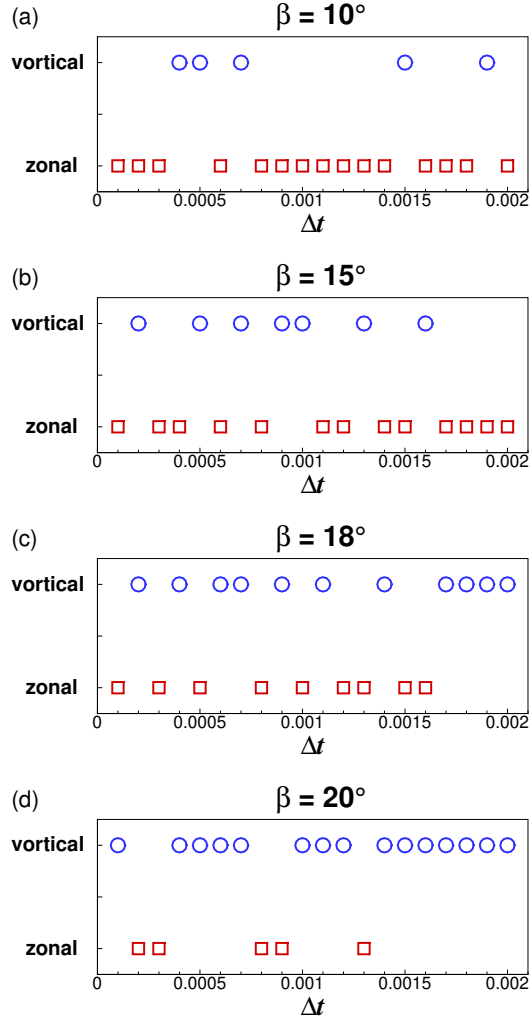 (a) β = 10°
vortical
zonal
0 0.0005 0.001 0.0015 0.002
Δt
(b) β = 15°
vortical
zonal
0 0.0005 0.001 0.0015 0.002
Δt
(c) β = 18°
vortical
zonal
0 0.0005 0.001 0.0015 0.002
Δt
(d) β = 20°
vortical
zonal
0 0.0005 0.001 0.0015 0.002
Δt